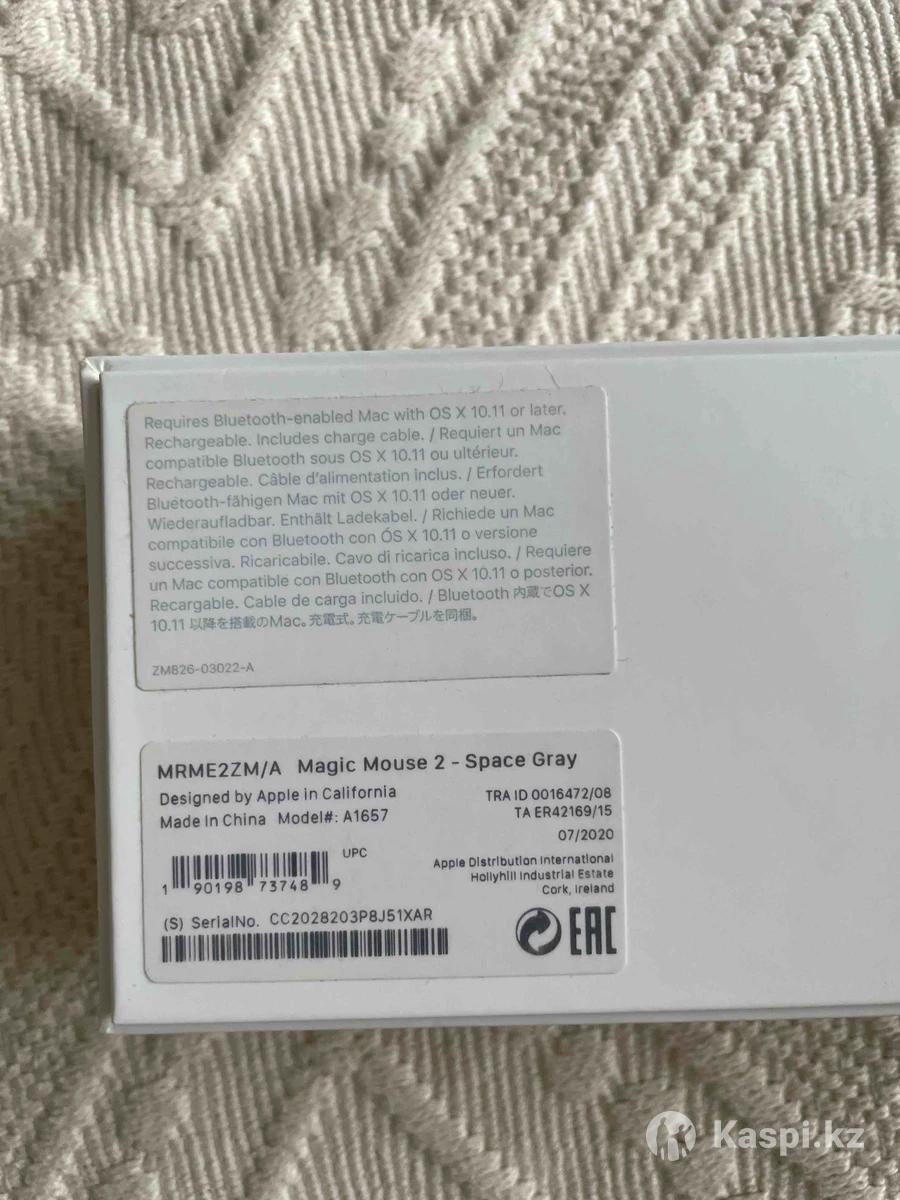 Requires Bluetooth-enabled Mac with OS X 10.11 or later.
Rechargeable. Includes charge cable. / Requiert un Mac
compatible Bluetooth sous OS X 10.11 ou ultérieur.
Rechargeable. Câble d'alimentation inclus. / Erfordert
Bluetooth-fähigen Mac mit OS X 10.11 oder neuer.
Wiederaufladbar. Enthält Ladekabel. / Richiede un Mac
compatibile con Bluetooth con OS X 10.11 o versione
successiva. Ricaricabile. Cavo di ricarica incluso. / Requiere
un Mac compatible con Bluetooth con OS X 10.11 o posterior.
Recargable. Cable de carga incluido. / Bluetooth 内蔵でOS X
10.11 以降を搭載のMac。充電式。充電ケーブルを同梱。
ZM826-03022-A
MRME2ZM/A Magic Mouse 2 - Space Gray
Designed by Apple in California
Made in China Model#: A1657
TRA ID 0016472/08
TA ER42169/15
07/2020
UPC
1 90198 73748 9
Apple Distribution International
Hollyhill Industrial Estate
Cork, Ireland
(S) SerialNo. CC2028203P8J51XAR
EAC
Kaspi.kz